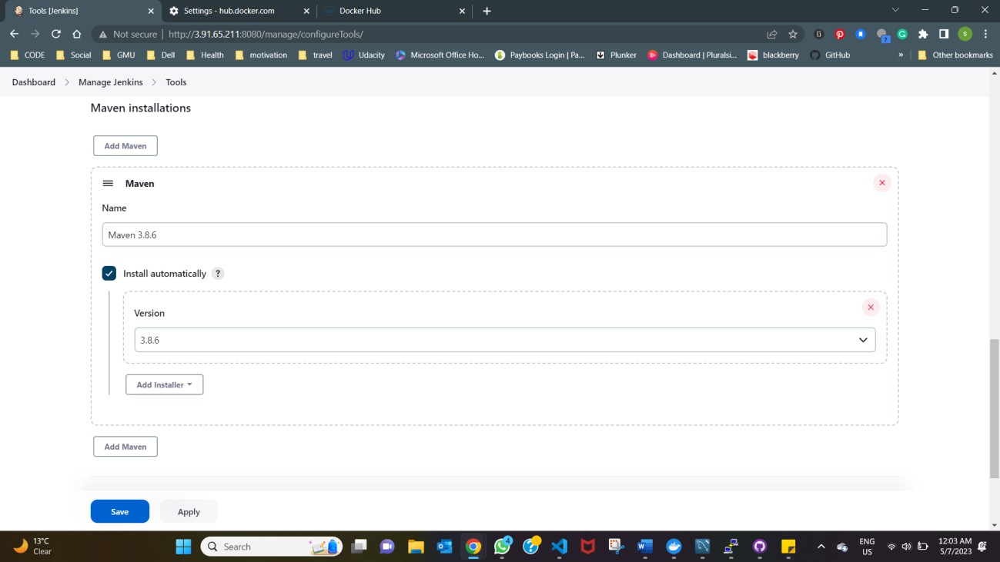 Tools [Jenkins]
Settings - hub.docker.com
Docker Hub
Not secure
http://3.91.65.211:8080/manage/configureTools/
S
CODE
Social
GMU
Dell
Health
motivation
travel
Udacity
Microsoft Office Ho...
Paybooks Login | Pa...
Plunker
Dashboard | Pluralsi...
blackberry
GitHub
»
Other bookmarks
Dashboard > Manage Jenkins > Tools
Maven installations
Add Maven
Maven
Name
Maven 3.8.6
Install automatically ?
Version
3.8.6
Add Installer
Add Maven
Save
Apply
13°C
Clear
Search
4
ENG
US
12:03 AM
5/7/2023